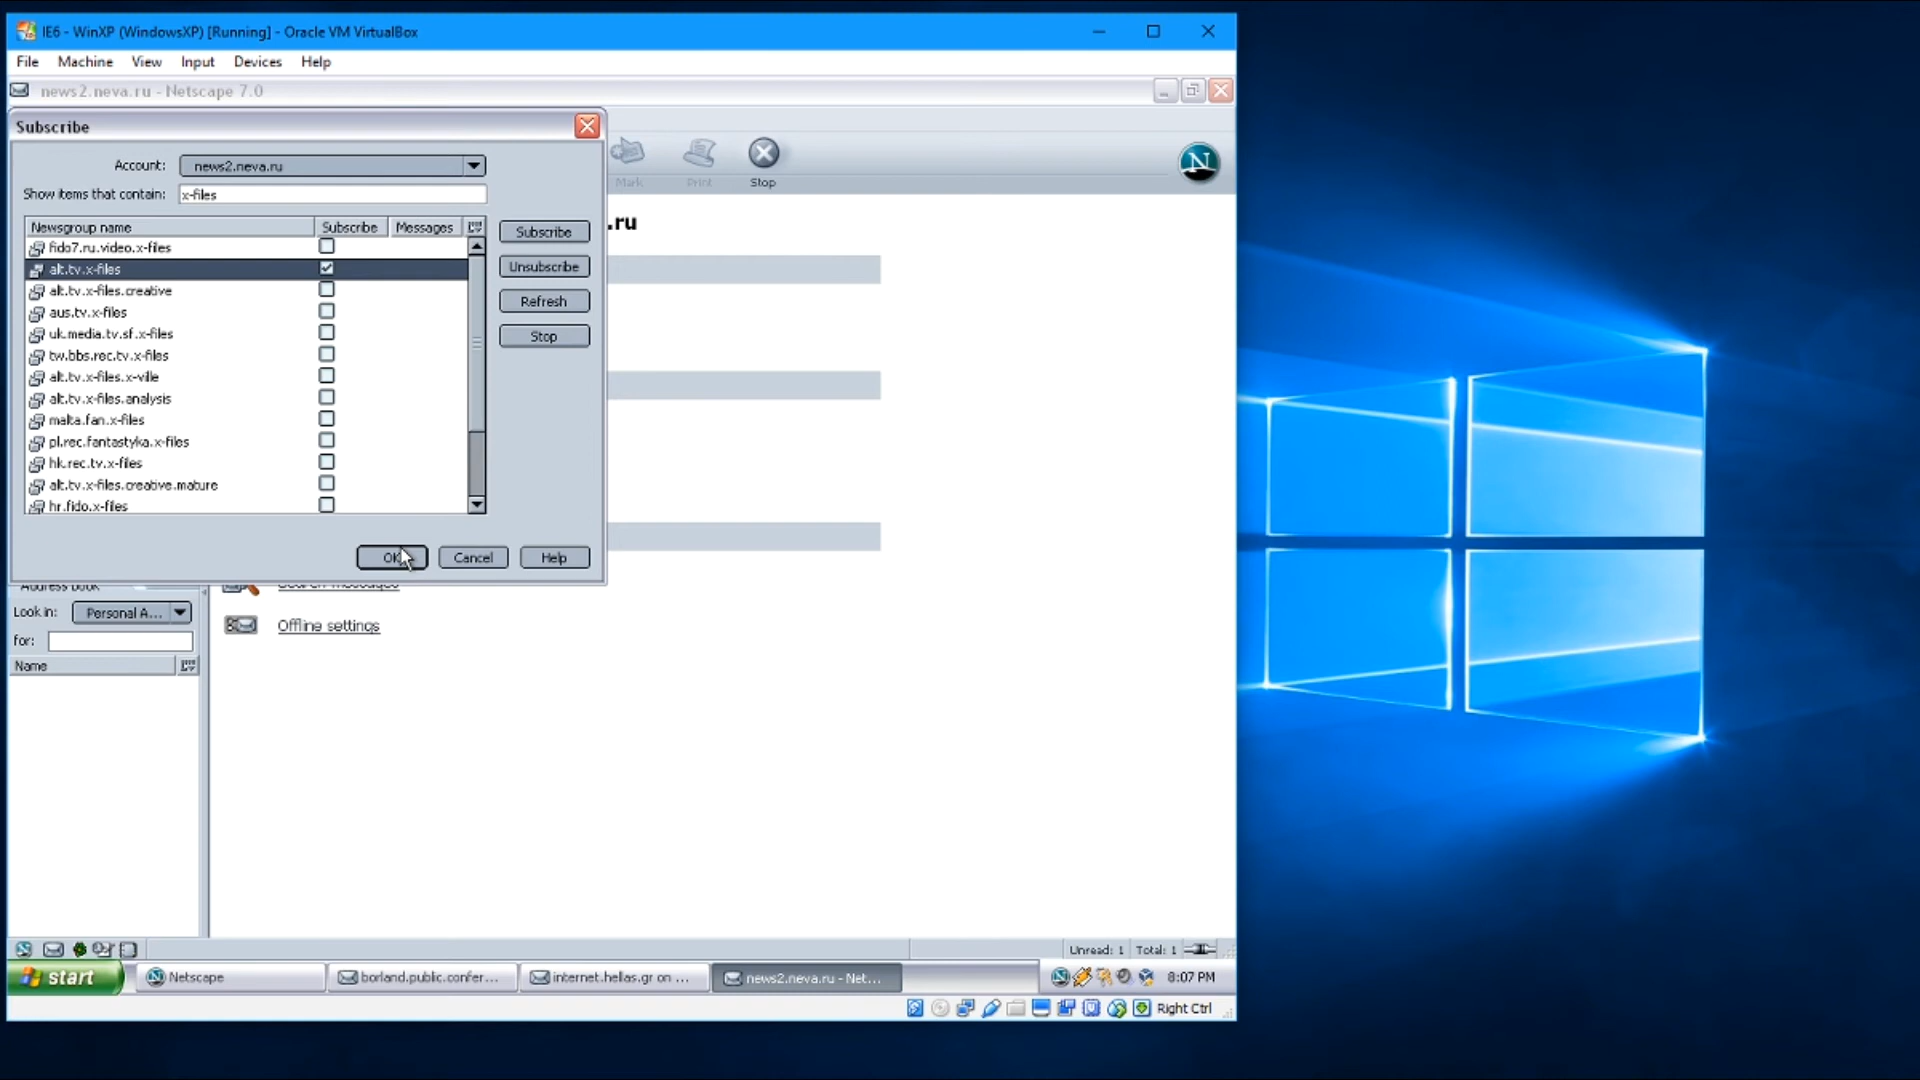 IE6 - WinXP (WindowsXP) [Running] - Oracle VM VirtualBox
File Machine View Input Devices Help
news2.neva.ru - Netscape 7.0
Subscribe
Account: news2.neva.ru
Show items that contain: x-files
Mark Print Stop
N
Newsgroup name Subscribe Messages
.ru
fido7.ru.video.x-files
alt.tv.x-files
alt.tv.x-files.creative
aus.tv.x-files
uk.media.tv.sf.x-files
tw.bbs.rec.tv.x-files
alt.tv.x-files.x-ville
alt.tv.x-files.analysis
malta.fan.x-files
pl.rec.fantastyka.x-files
hk.rec.tv.x-files
alt.tv.x-files.creative.mature
hr.fido.x-files
Subscribe
Unsubscribe
Refresh
Stop
OK Cancel Help
Address Book
Search messages
Look in: Personal A...
for:
Offline settings
Name
Unread: 1 Total: 1
start Netscape borland.public.confer... internet.hellas.gr on ... news2.neva.ru - Net... 8:07 PM
Right Ctrl